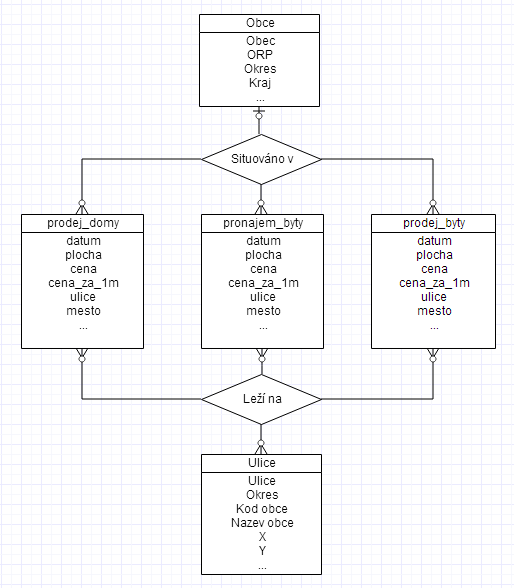 Obce
Obec
ORP
Okres
Kraj
...
Situováno v
prodej_domy
datum
plocha
cena
cena_za_1m
ulice
mesto
...
pronajem_byty
datum
plocha
cena
cena_za_1m
ulice
mesto
...
prodej_byty
datum
plocha
cena
cena_za_1m
ulice
mesto
...
Leží na
Ulice
Ulice
Okres
Kod obce
Nazev obce
X
Y
...